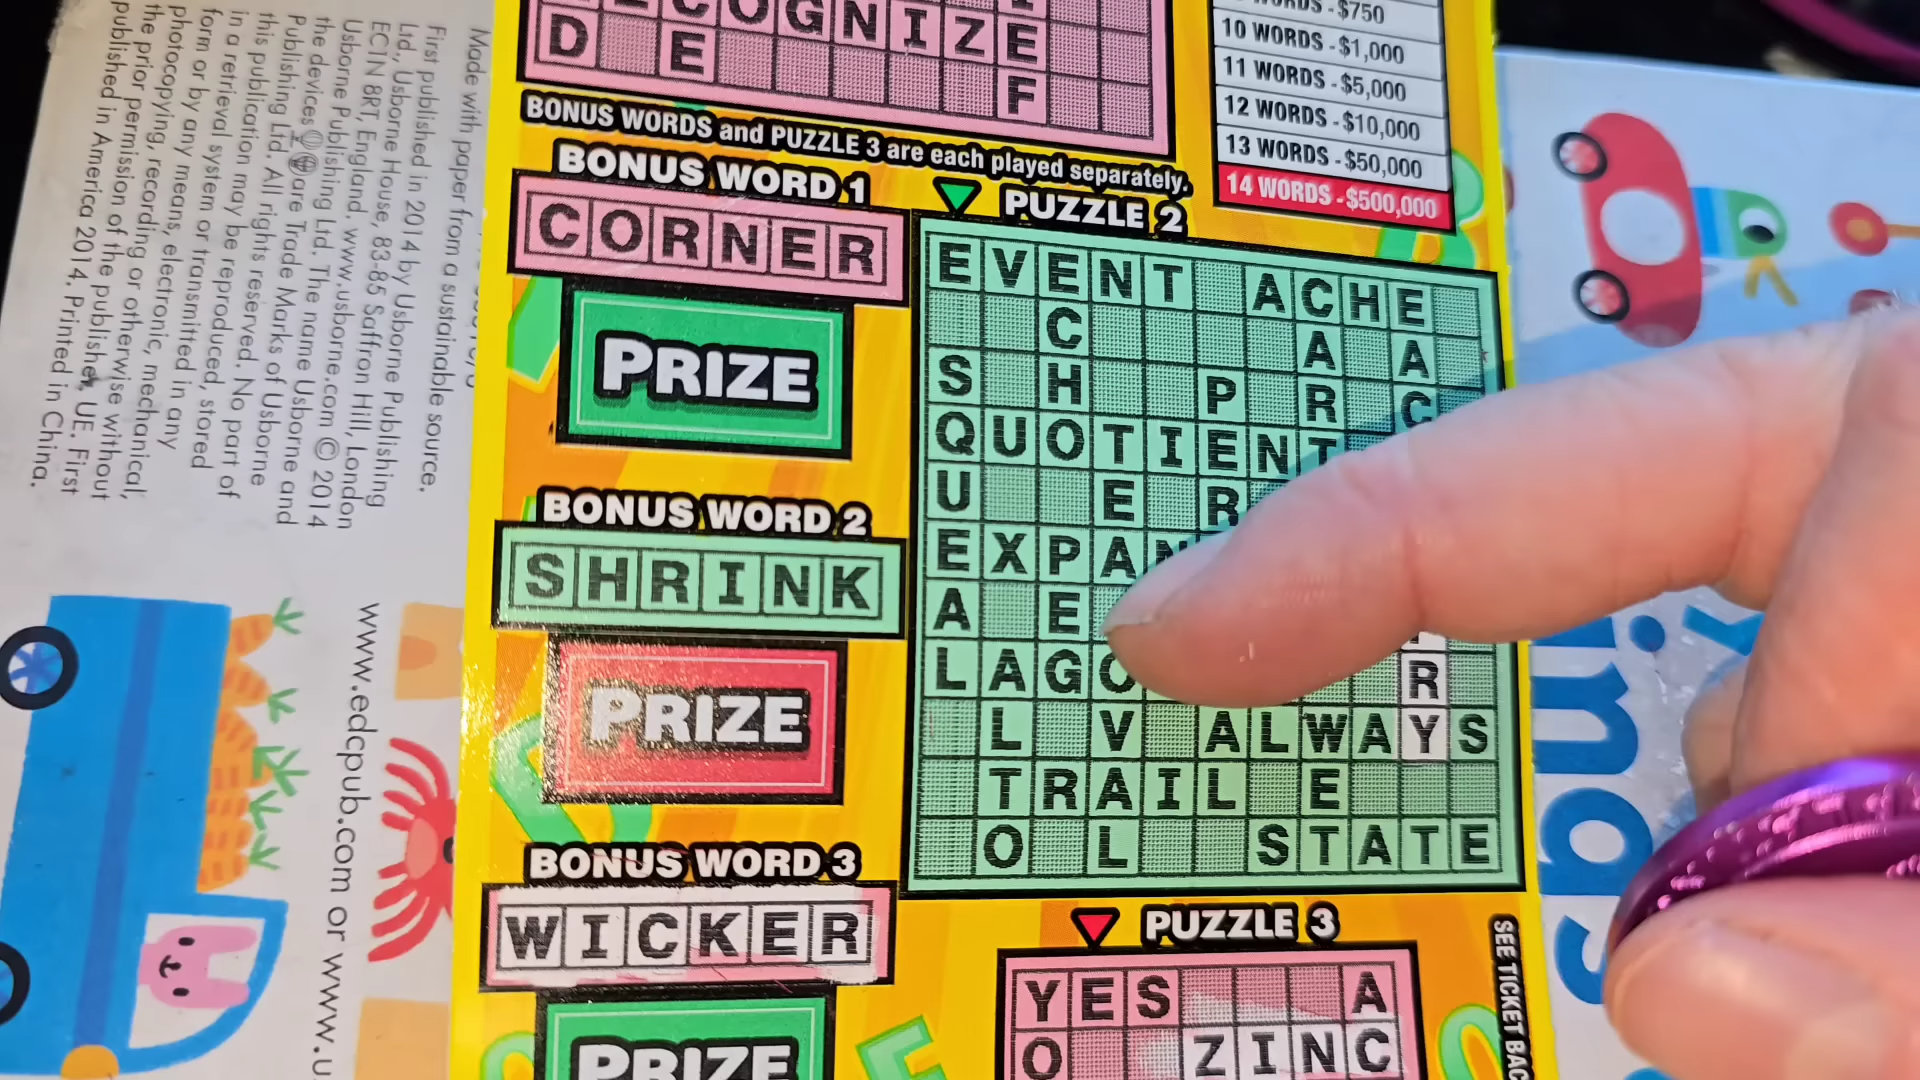 Made with paper from a sustainable source.
First published in 2014 by Usborne Publishing
Ltd., Usborne House, 83-85 Saffron Hill, London
EC1N 8RT, England. www.usborne.com © 2014
Usborne Publishing Ltd. The name Usborne and
the devices are Trade Marks of Usborne
Publishing Ltd. All rights reserved. No part of
this publication may be reproduced, stored
in a retrieval system or transmitted in any
form or by any means, electronic, mechanical,
photocopying, recording or otherwise without
the prior permission of the publisher. UE. First
published in America 2014. Printed in China.
www.edcpub.com or www.u
COGNIZE
D E E
F
WORDS - $750
10 WORDS - $1,000
11 WORDS - $5,000
12 WORDS - $10,000
13 WORDS - $50,000
14 WORDS - $500,000
BONUS WORDS and PUZZLE 3 are each played separately.
BONUS WORD 1
CORNER
PRIZE
BONUS WORD 2
SHRINK
PRIZE
BONUS WORD 3
WICKER
PRIZE
PUZZLE 2
EVENT ACHE
C A A
S H P R C
QUOTIENT
U E R
EXPAN
A E
LAGO R
L V ALWAYS
TRAIL E
O L STATE
PUZZLE 3
YES A
O ZINC
SEE TICKET BAC